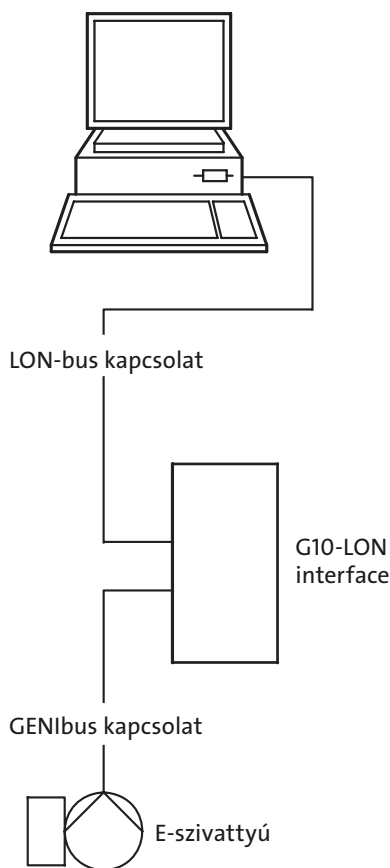 LON-bus kapcsolat
G10-LON
interface
GENIbus kapcsolat
E-szivattyú